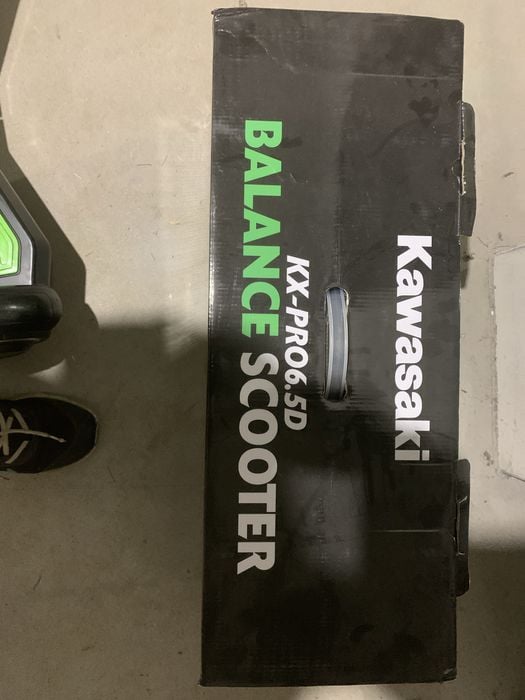 Kawasaki
KX-PRO6.5D
BALANCE SCOOTER